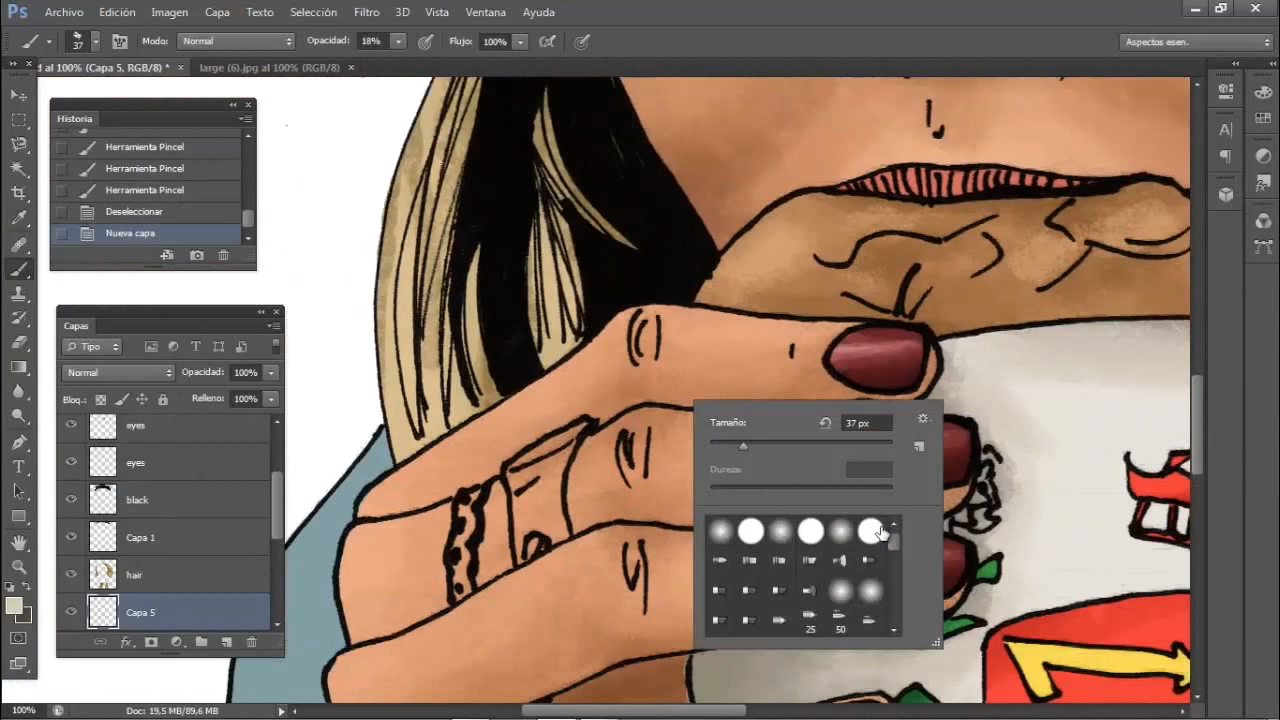 Ps Archivo Edición Imagen Capa Texto Selección Filtro 3D Vista Ventana Ayuda
37 Modo: Normal Opacidad: 18% Flujo: 100% Aspectos esen.
d al 100% (Capa 5, RGB/8) * × large (6).jpg al 100% (RGB/8) ×
Historia
Herramienta Pincel
Herramienta Pincel
Herramienta Pincel
Deseleccionar
Nueva capa
Capas
Tipo
Normal Opacidad: 100%
Bloq.: Relleno: 100%
eyes
eyes
black
Capa 1
hair
Capa 5
fx
Tamaño: 37 px
Dureza:
25 50
100% Doc: 19,5 MB/89,6 MB